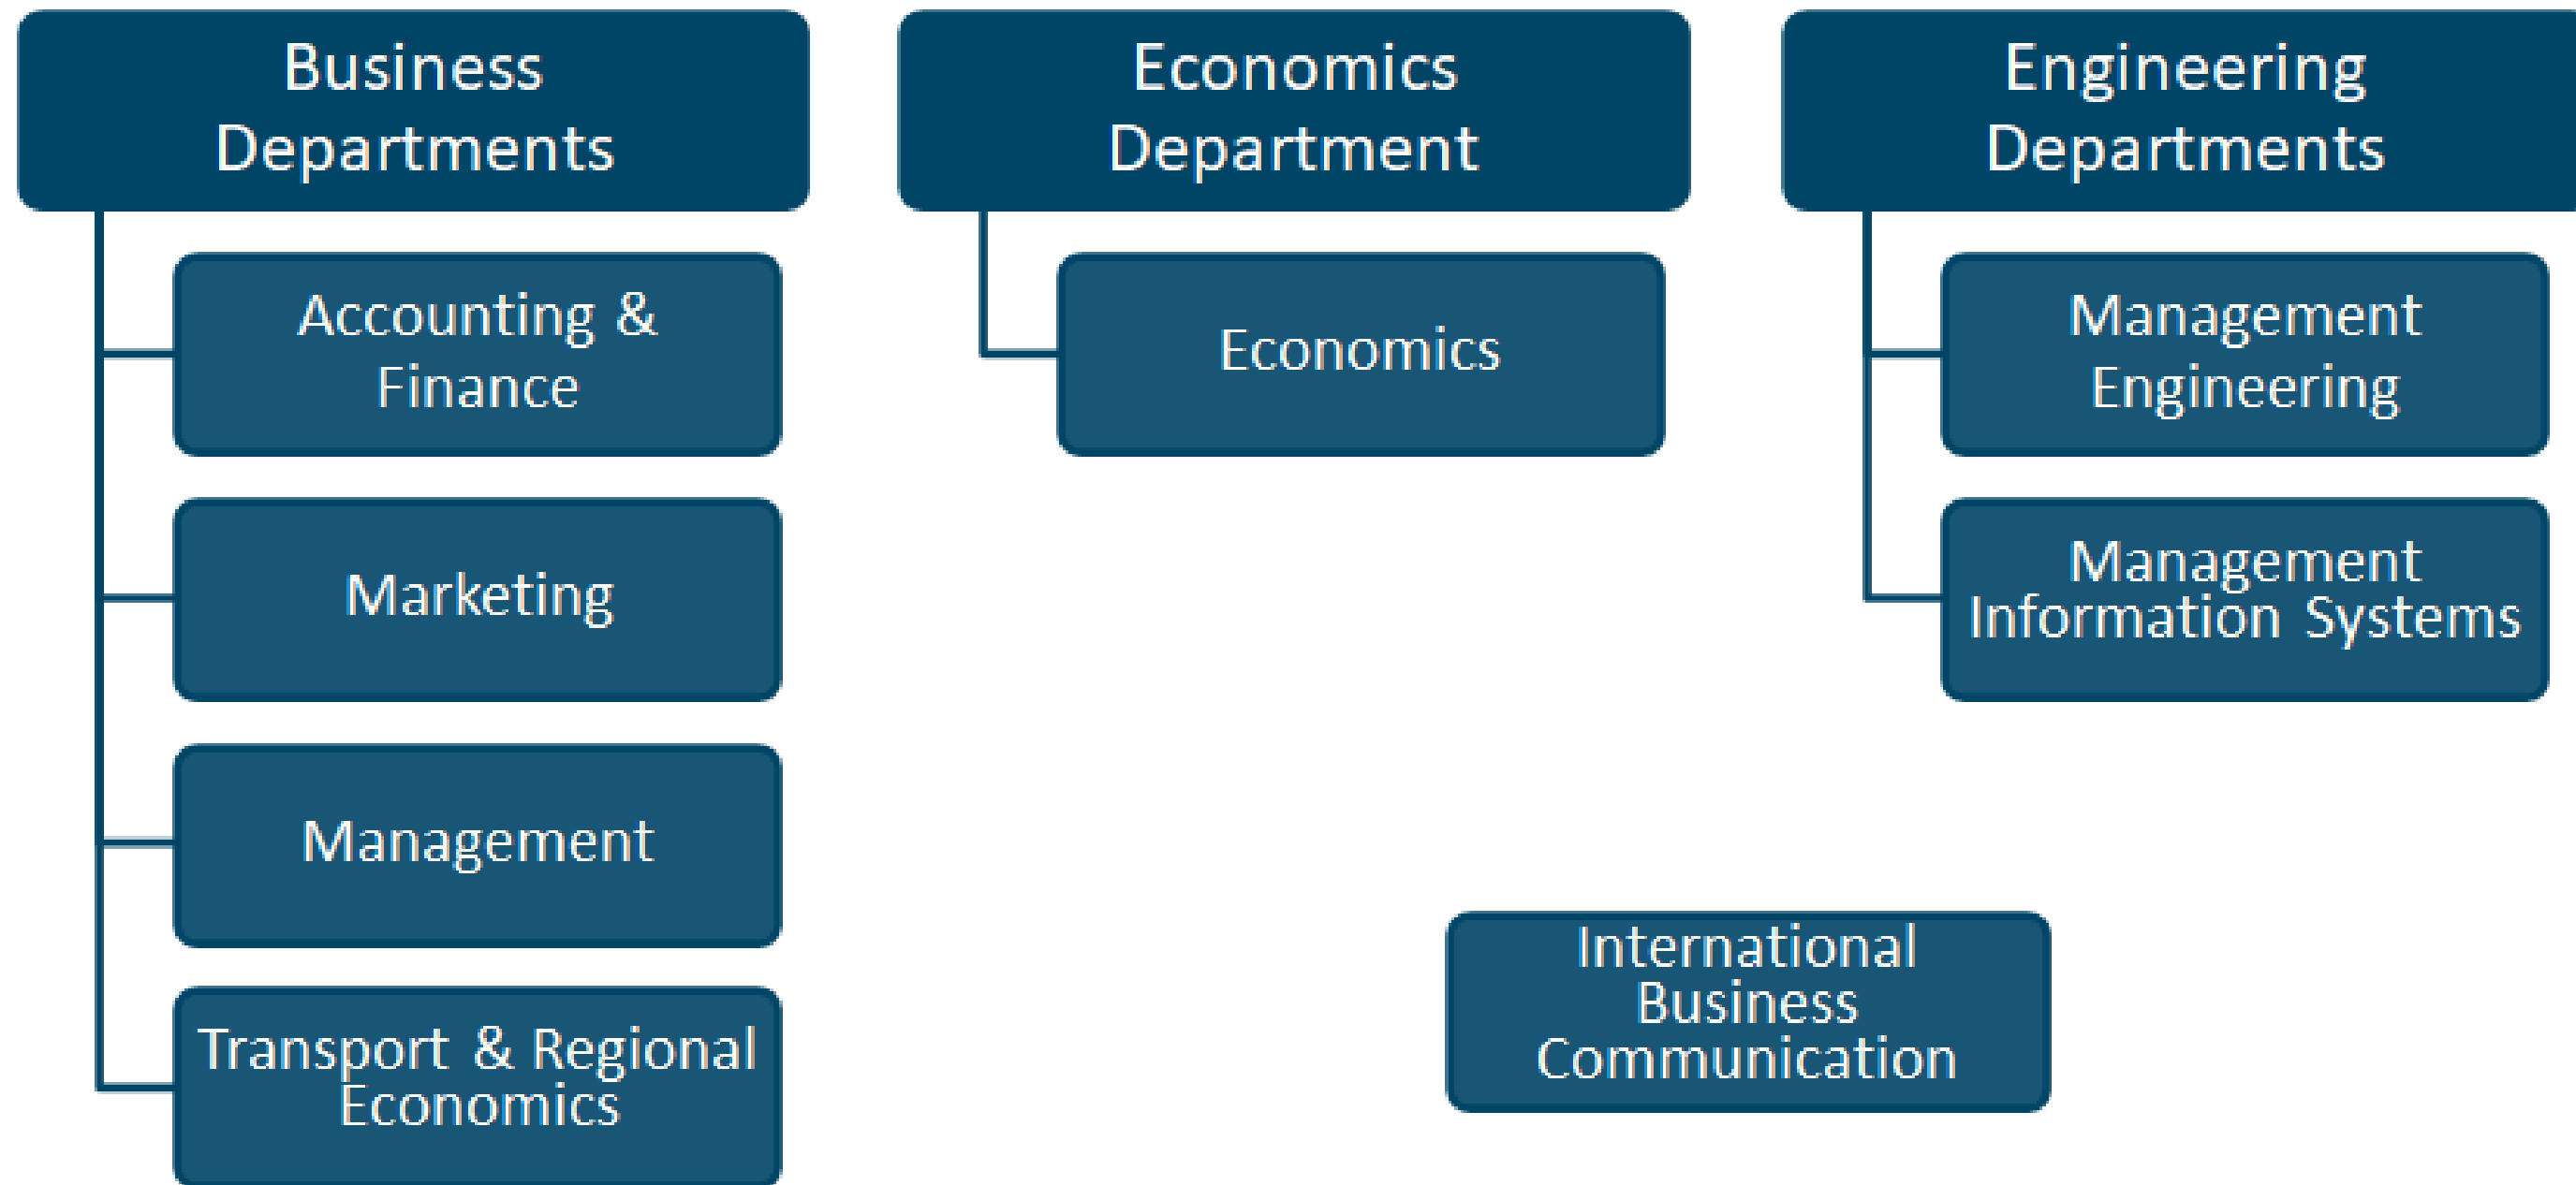 Business
Departments
Accounting &
Finance
Marketing
Management
Transport & Regional
Economics
Economics
Department
Economics
Engineering
Departments
Management
Engineering
Management
Information Systems
International
Business
Communication